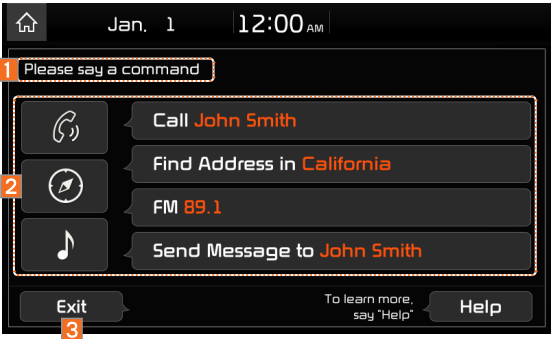 Jan. 1 12:00 AM
1 Please say a command
Call John Smith
2 Find Address in California
FM 89.1
Send Message to John Smith
Exit To learn more, say "Help" Help
3